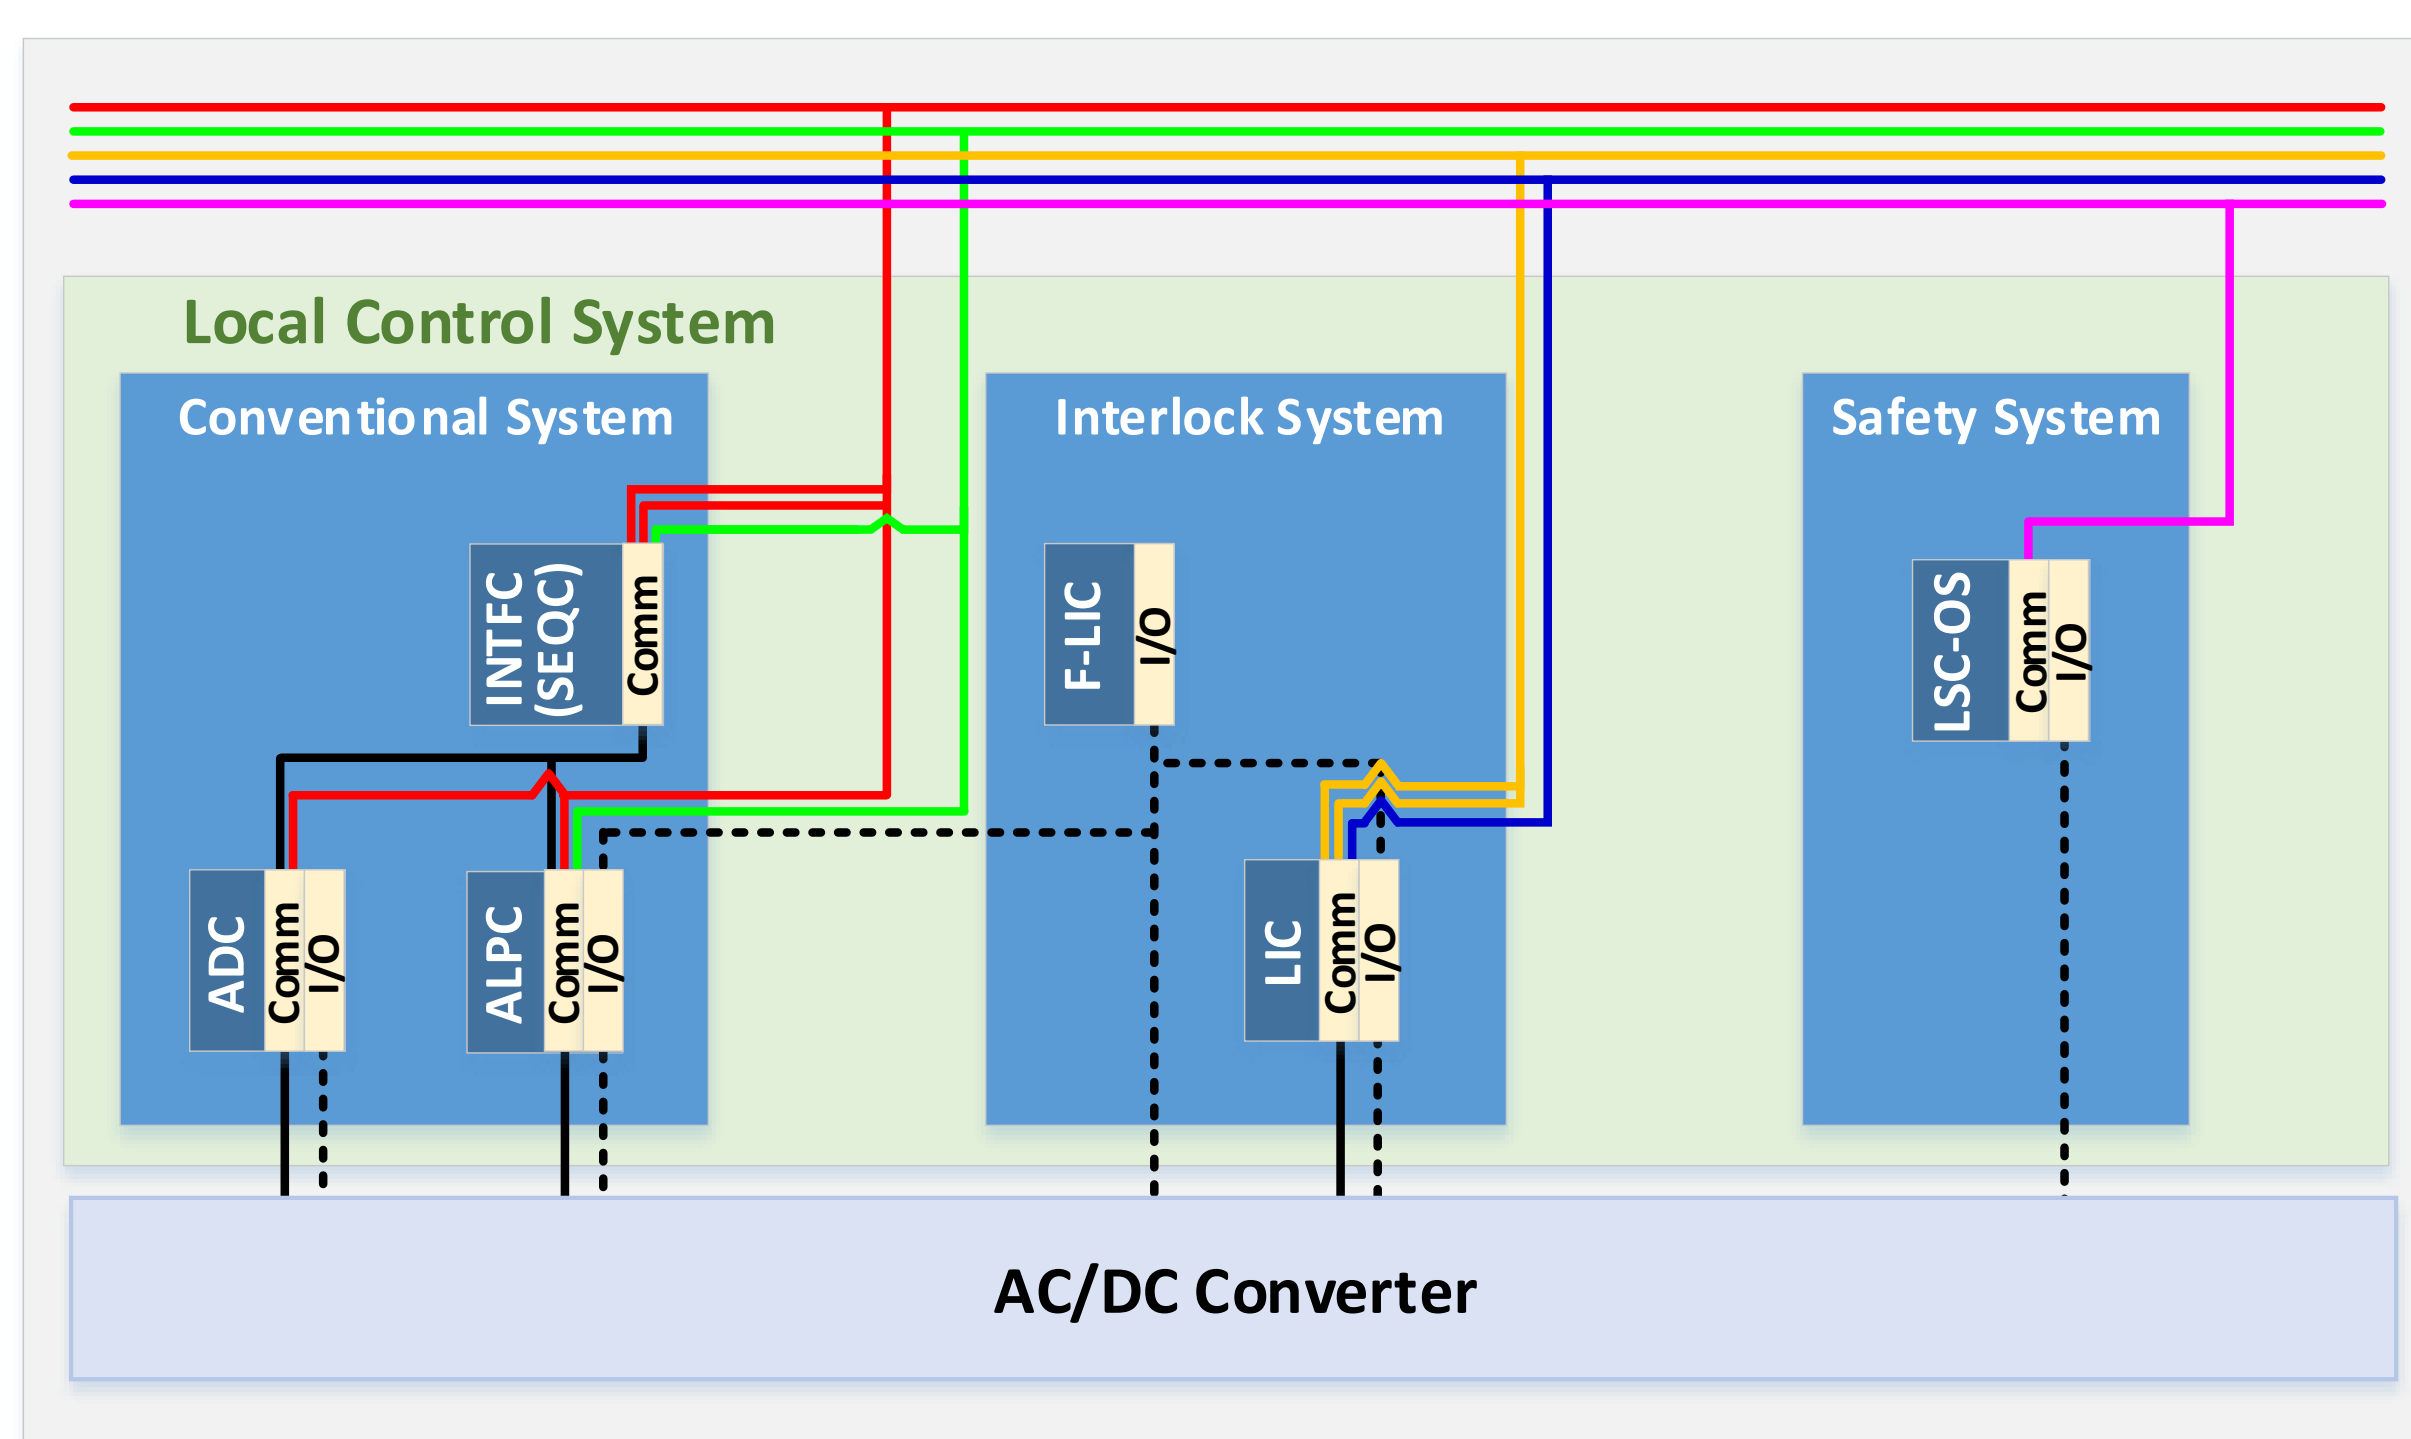 Local Control System
Conventional System
Interlock System
Safety System
INTFC
(SEQC)
Comm
F-LIC
I/O
LSC-OS
Comm
I/O
ADC
Comm
I/O
ALPC
Comm
I/O
LIC
Comm
I/O
AC/DC Converter